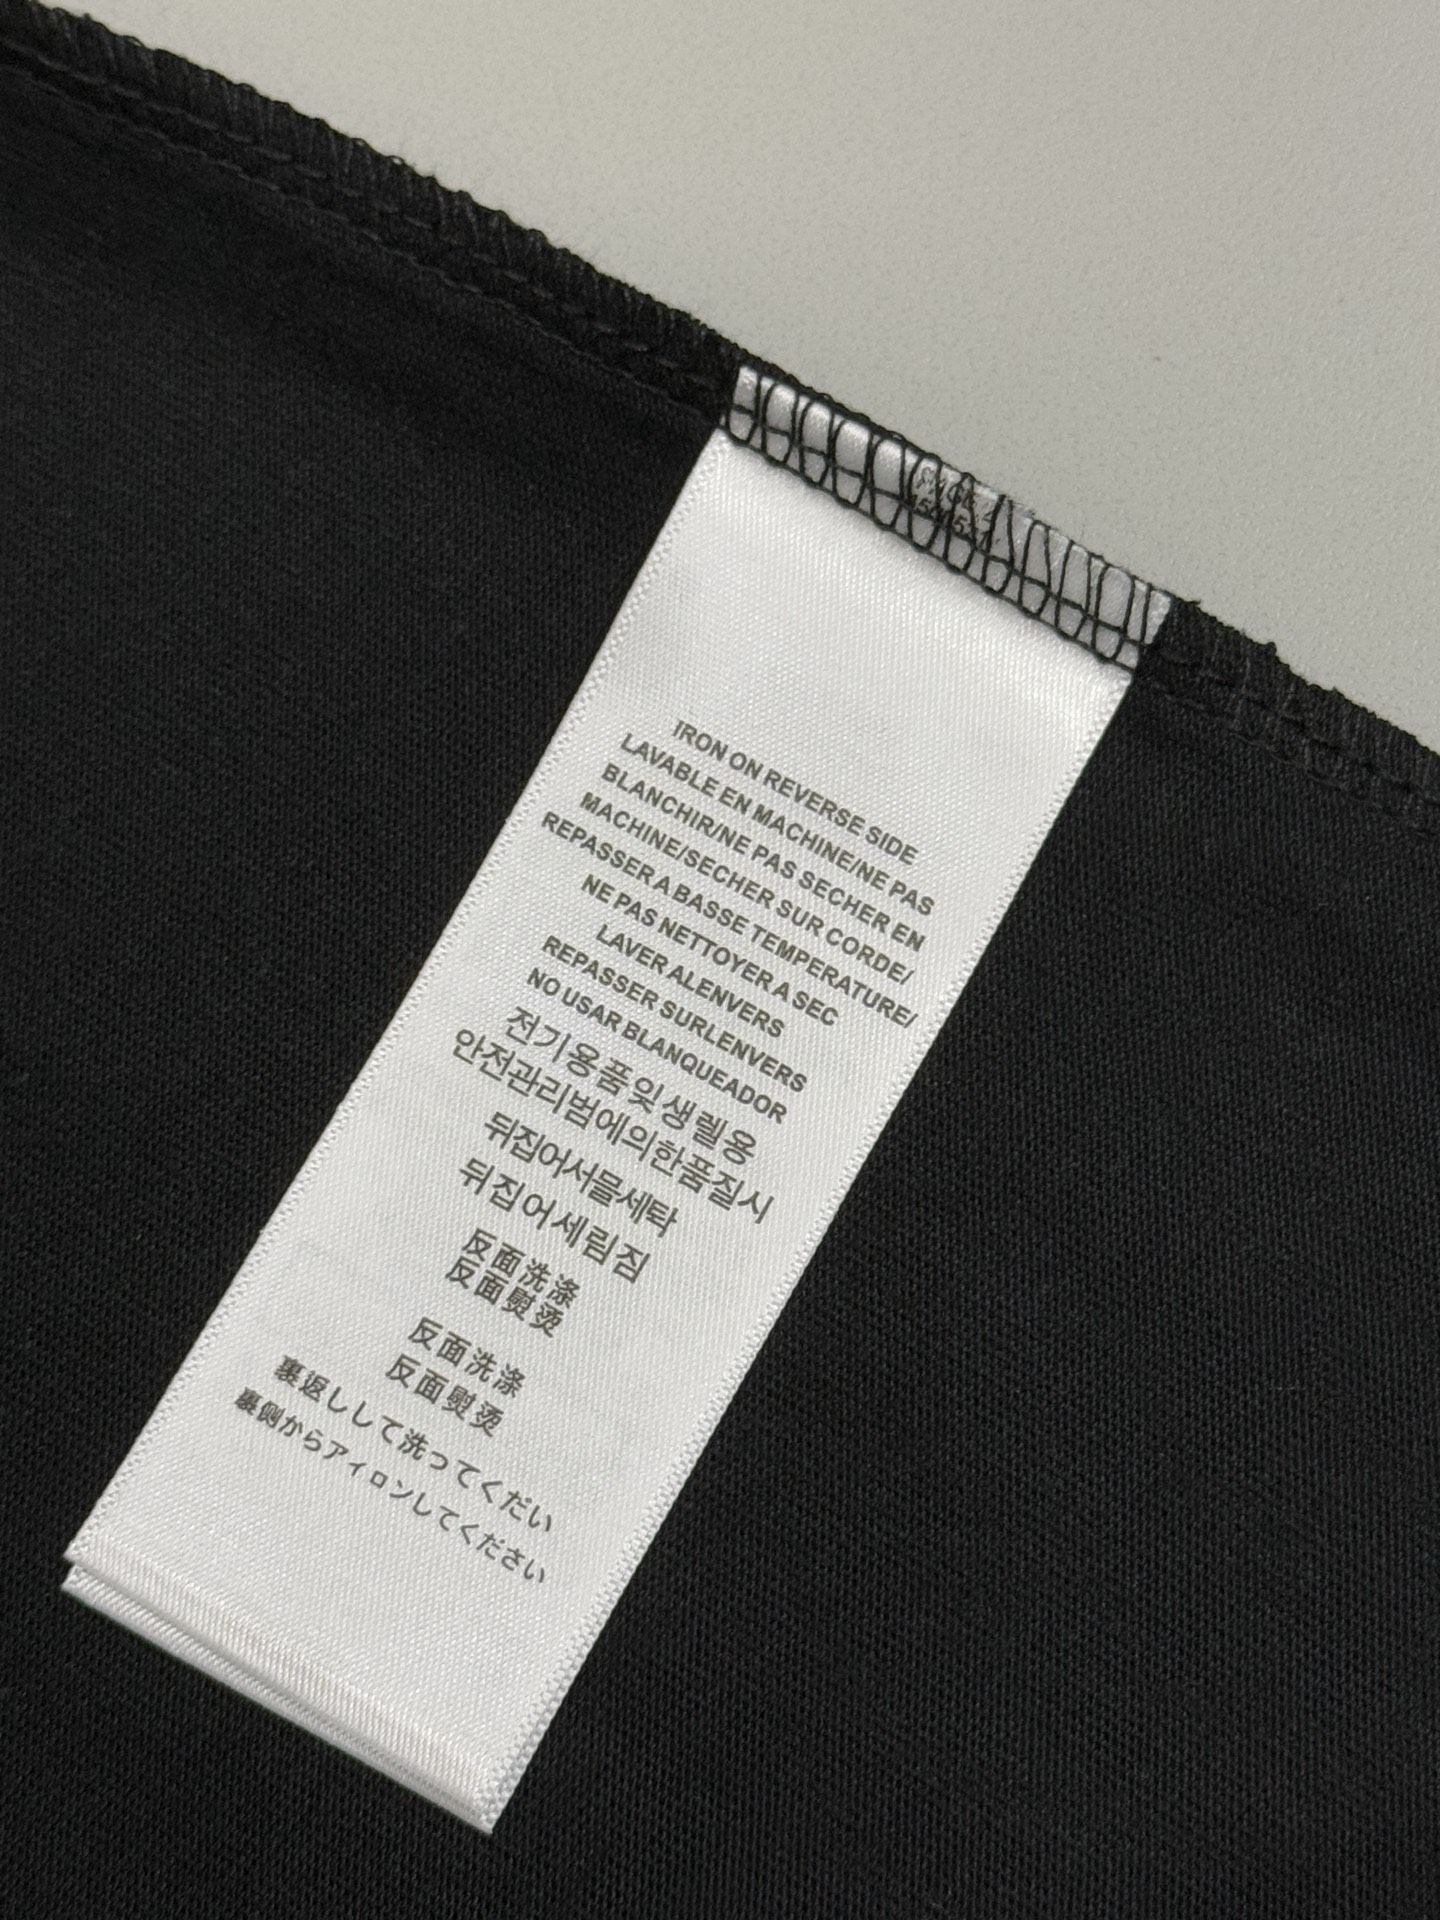 IRON ON REVERSE SIDE
LAVABLE EN MACHINE/NE PAS
BLANCHIR/NE PAS SECHER EN
MACHINE/SECHER SUR CORDE/
REPASSER A BASSE TEMPERATURE/
NE PAS NETTOYER A SEC
LAVER ALENVERS
REPASSER SURLENVERS
NO USAR BLANQUEADOR
전기용품잋생렐용
안전관리범에의한품질시
뒤집어서물세탁
뒤집어세림짐
反面洗涤
反面熨烫
反面洗涤
反面熨烫
裏返しして洗ってくだい
裏側からアイロンしてください